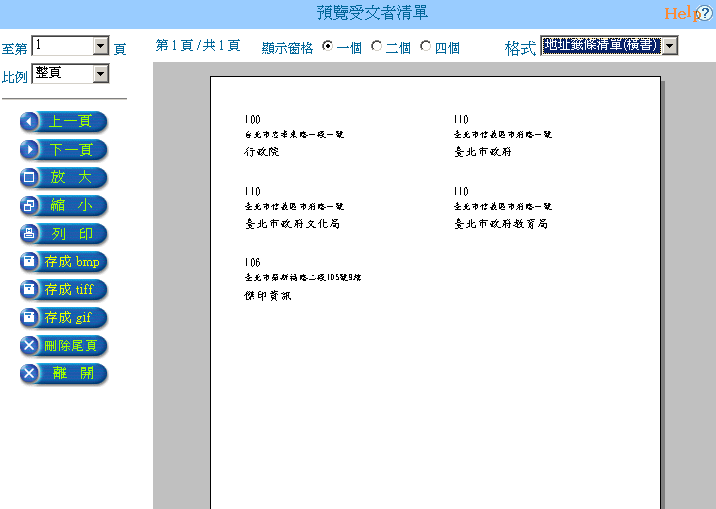 預覽受文者清單
Help?
至第 1 頁
第1頁/共1頁
顯示窗格 一個 二個 四個
格式 地址籤條清單(橫書)
比例 整頁
上一頁
下一頁
放 大
縮 小
列 印
存成 bmp
存成 tiff
存成 gif
刪除尾頁
離 開
100
台北市忠孝東路一段一號
行政院
110
臺北市信義區市府路一號
臺北市政府
110
臺北市信義區市府路一號
臺北市政府文化局
110
臺北市信義區市府路一號
臺北市政府教育局
106
臺北市羅斯福路二段105號9樓
傑印資訊